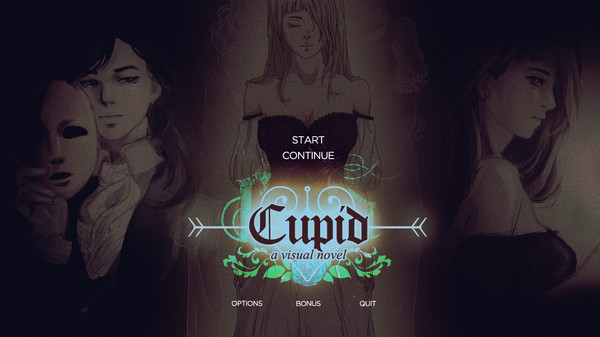 START
CONTINUE
Cupid
a visual novel
OPTIONS BONUS QUIT